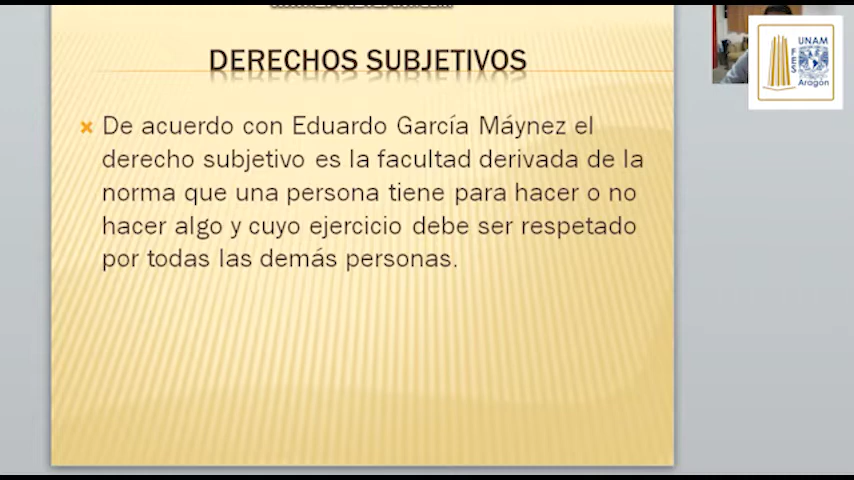 DERECHOS SUBJETIVOS
De acuerdo con Eduardo García Máynez el
derecho subjetivo es la facultad derivada de la
norma que una persona tiene para hacer o no
hacer algo y cuyo ejercicio debe ser respetado
por todas las demás personas.
UNAM
FES
Aragón